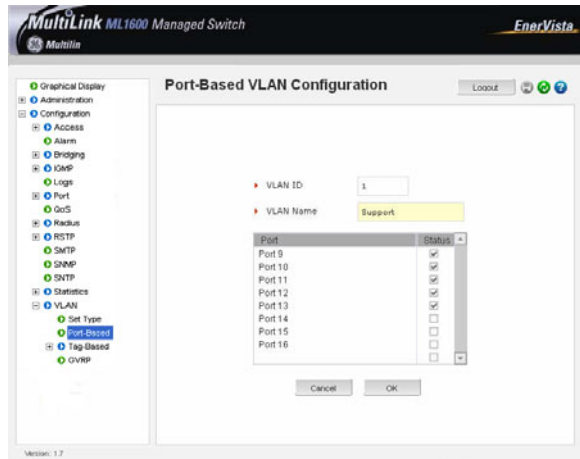 MultiLink ML1600 Managed Switch
EnerVista
Multilin
Graphical Display
Administration
Configuration
Access
Alarm
Bridging
IGMP
Logs
Port
QoS
Radius
RSTP
SMTP
SNMP
SNTP
Statistics
VLAN
Set Type
Port-Based
Tag-Based
GVRP
Port-Based VLAN Configuration
Logout
VLAN ID 1
VLAN Name Support
Port Status
Port 9
Port 10
Port 11
Port 12
Port 13
Port 14
Port 15
Port 16
Cancel OK
Version: 1.7